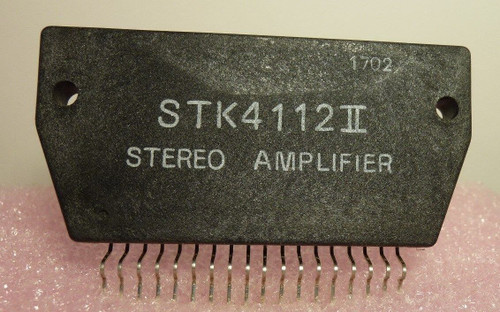 1702
STK4112II
STEREO AMPLIFIER